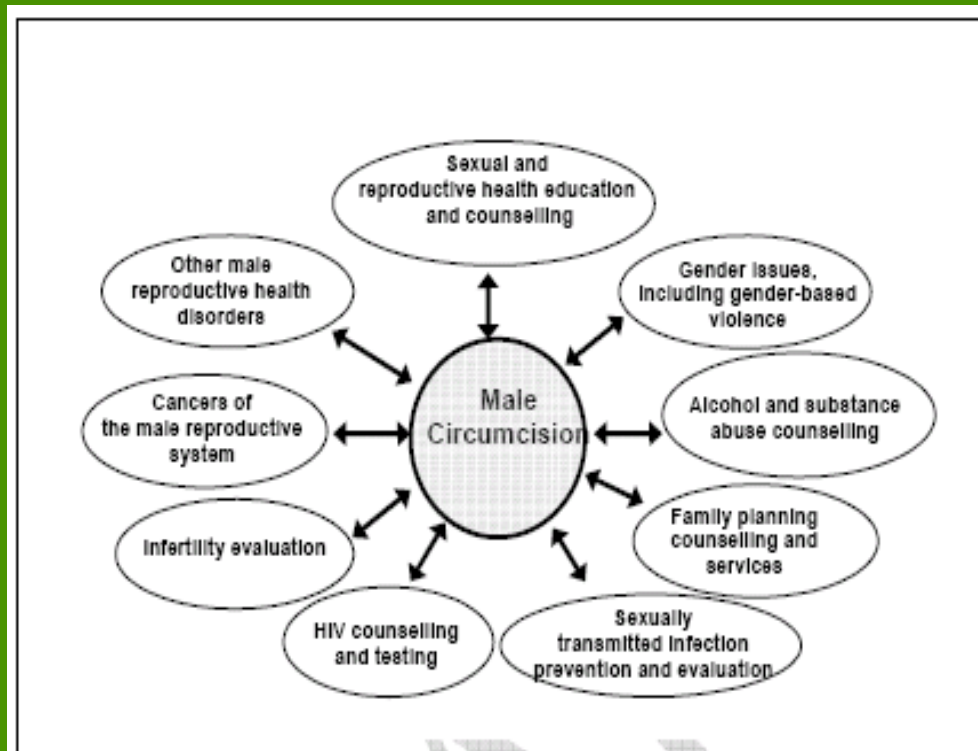 Sexual and
reproductive health education
and counselling
Gender issues,
including gender-based
violence
Alcohol and substance
abuse counselling
Family planning
counselling and
services
Sexually
transmitted infection
prevention and evaluation
HIV counselling
and testing
Infertility evaluation
Cancers of
the male reproductive
system
Other male
reproductive health
disorders
Male
Circumcision